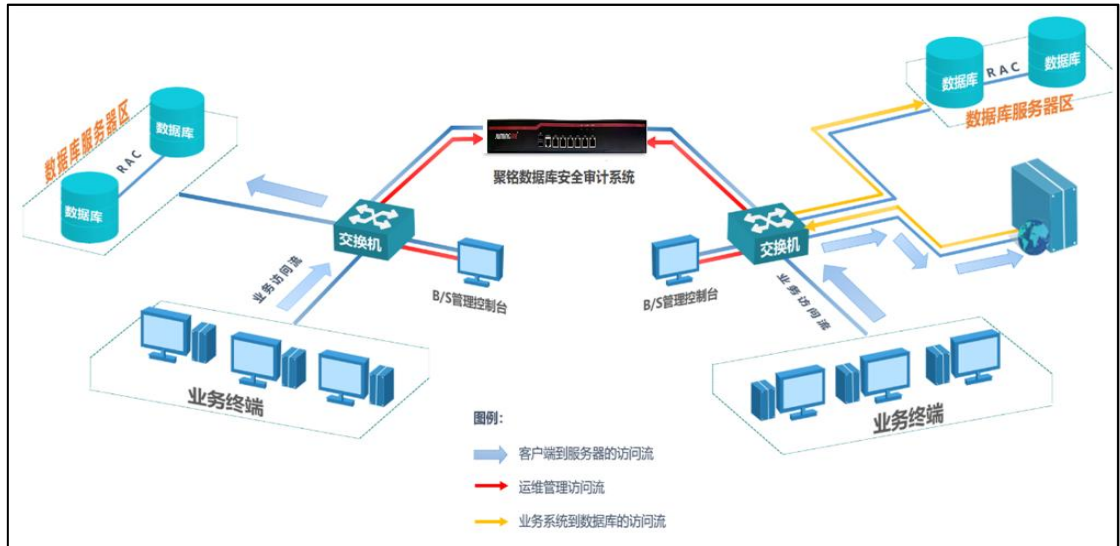 数据库
RAC
数据库
数据库服务器区
数据库
RAC
数据库
数据库服务器区
聚铭数据库安全审计系统
交换机
交换机
B/S管理控制台
B/S管理控制台
业务访问流
业务访问流
业务终端
业务终端
图例：
客户端到服务器的访问流
运维管理访问流
业务系统到数据库的访问流